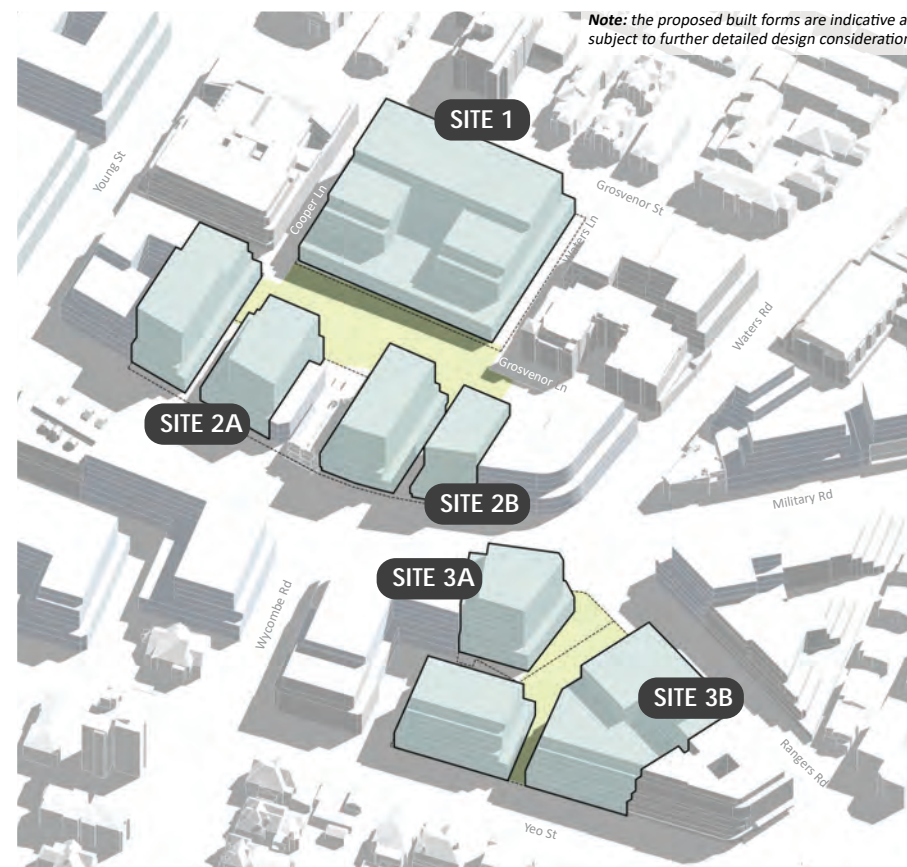 Note: the proposed built forms are indicative a
subject to further detailed design consideration
SITE 1
Young St
Cooper Ln
Grosvenor St
Waters Ln
Waters Rd
Grosvenor Ln
SITE 2A
SITE 2B
Military Rd
SITE 3A
Wycombe Rd
SITE 3B
Rangers Rd
Yeo St